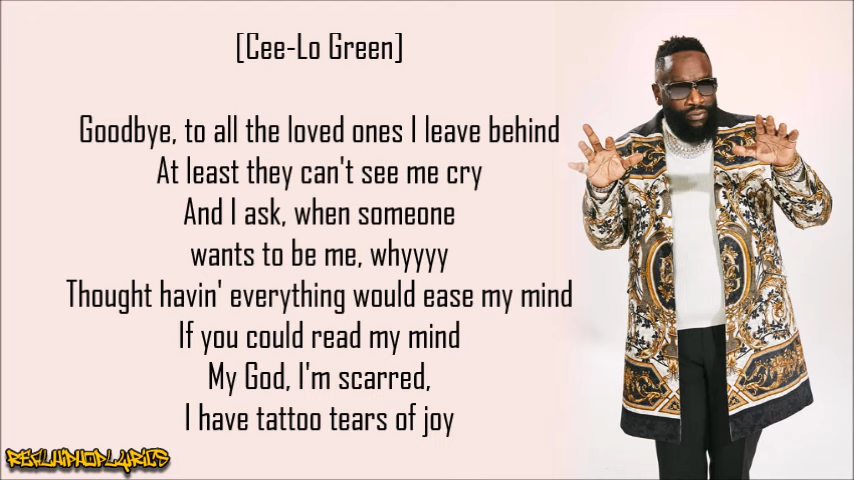 [Cee-Lo Green]
Goodbye, to all the loved ones I leave behind
At least they can't see me cry
And I ask, when someone
wants to be me, whyyyy
Thought havin' everything would ease my mind
If you could read my mind
My God, I'm scarred,
I have tattoo tears of joy
REALHIPHOPLYRICS